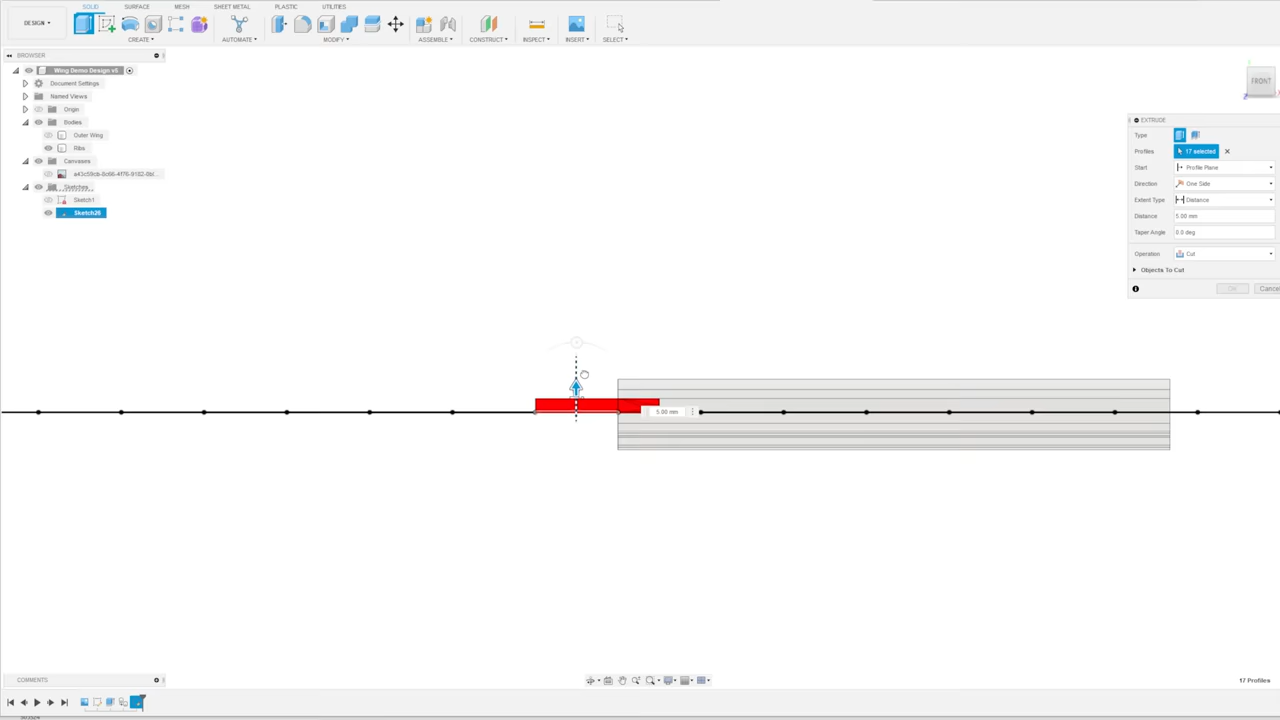 SOLID SURFACE MESH SHEET METAL PLASTIC UTILITIES
DESIGN
CREATE AUTOMATE MODIFY ASSEMBLE CONSTRUCT INSPECT INSERT SELECT
BROWSER
Wing Demo Design v5
Document Settings
Named Views
Origin
Bodies
Outer Wing
Ribs
Canvases
Sketches
Sketch1
Sketch26
FRONT
EXTRUDE
Type
Profiles 17 selected
Start Profile Plane
Direction One Side
Extent Type Distance
Distance 5.00 mm
Taper Angle 0.0 deg
Operation Cut
Objects To Cut
OK Cancel
5.00 mm
COMMENTS
17 Profiles